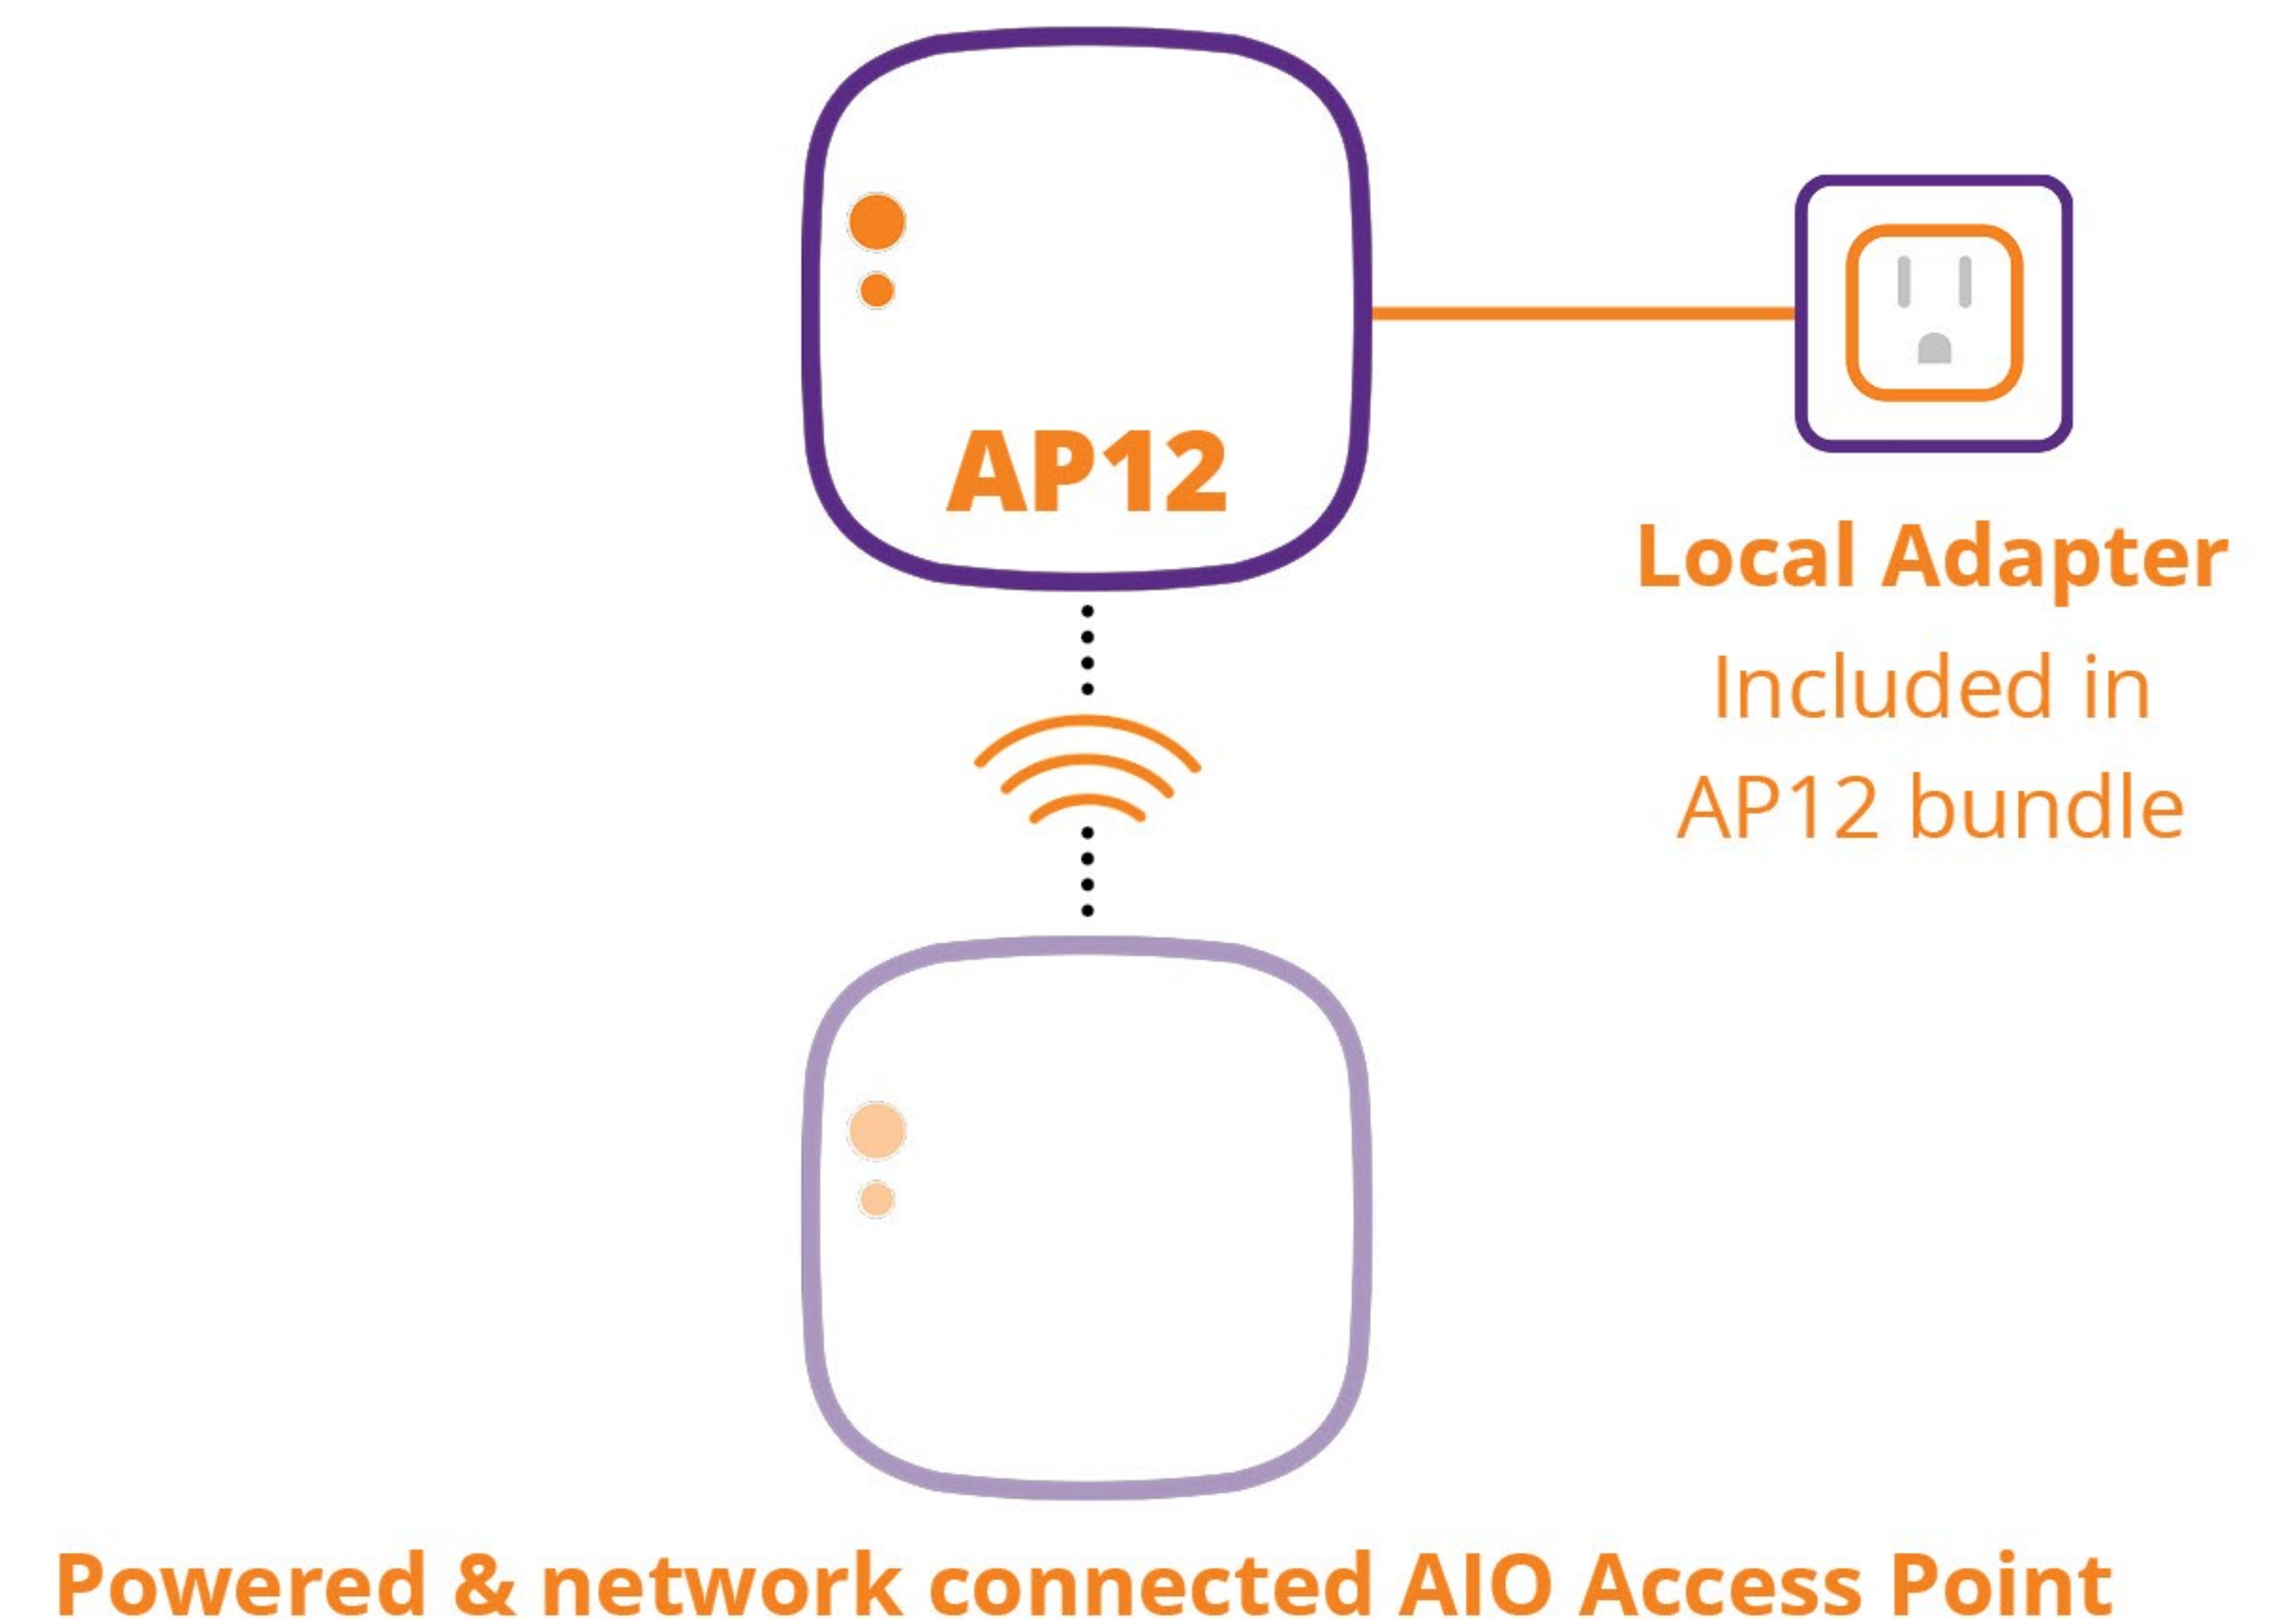 AP12
Local Adapter
Included in
AP12 bundle
Powered & network connected AIO Access Point